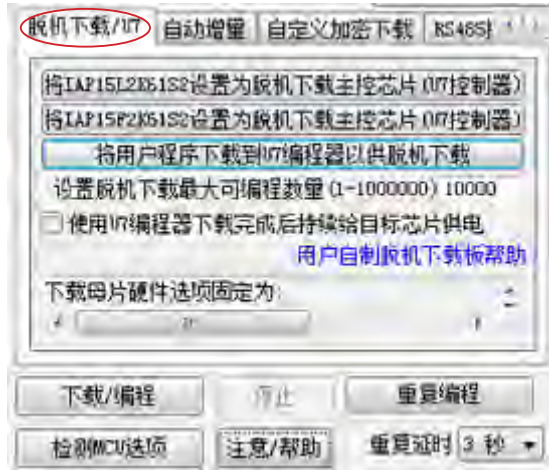 脱机下载/U7 自动增量 自定义加密下载 RS485
将IAP15L2K61S2设置为脱机下载主控芯片(U7控制器)
将IAP15F2K61S2设置为脱机下载主控芯片(U7控制器)
将用户程序下载到U7编程器以供脱机下载
设置脱机下载最大可编程数量(1-1000000) 10000
使用U7编程器下载完成后持续给目标芯片供电
用户自制脱机下载板帮助
下载母片硬件选项固定为:
下载/编程 停止 重复编程
检测MCU选项 注意/帮助 重复延时 3 秒